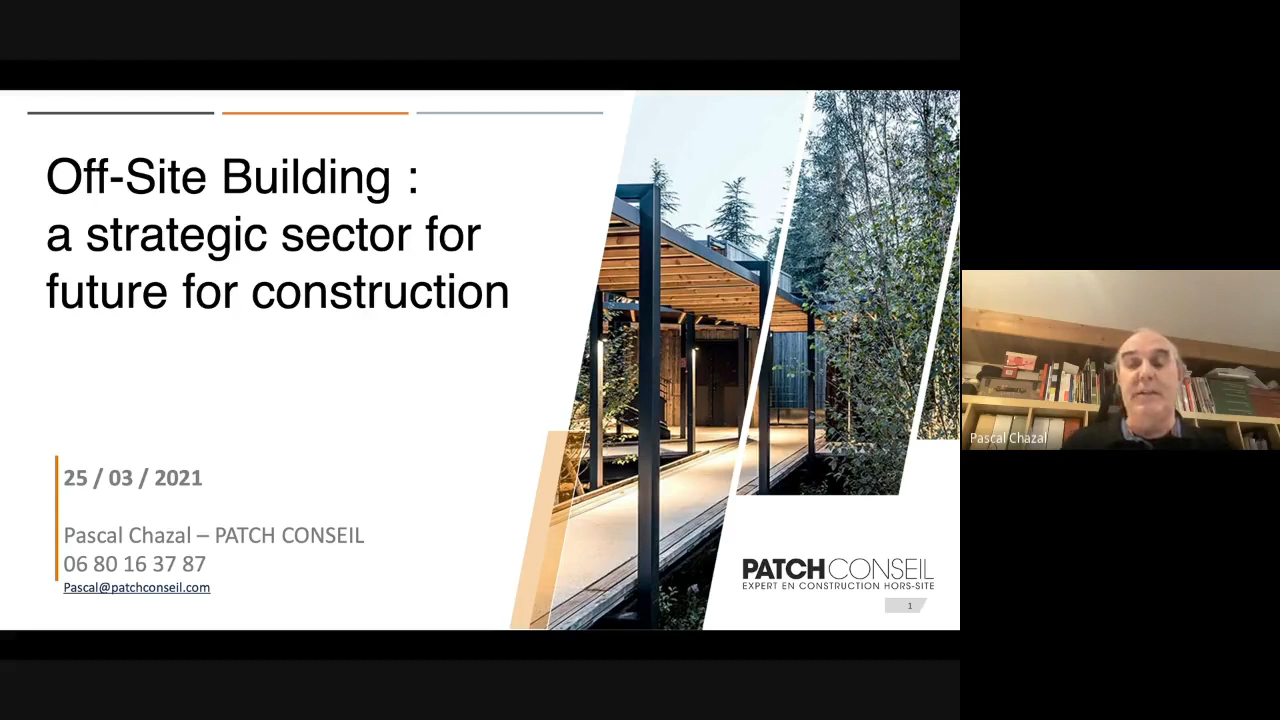 Off-Site Building :
a strategic sector for
future for construction
25 / 03 / 2021
Pascal Chazal – PATCH CONSEIL
06 80 16 37 87
Pascal@patchconseil.com
PATCHCONSEIL
EXPERT EN CONSTRUCTION HORS-SITE
1
Pascal Chazal